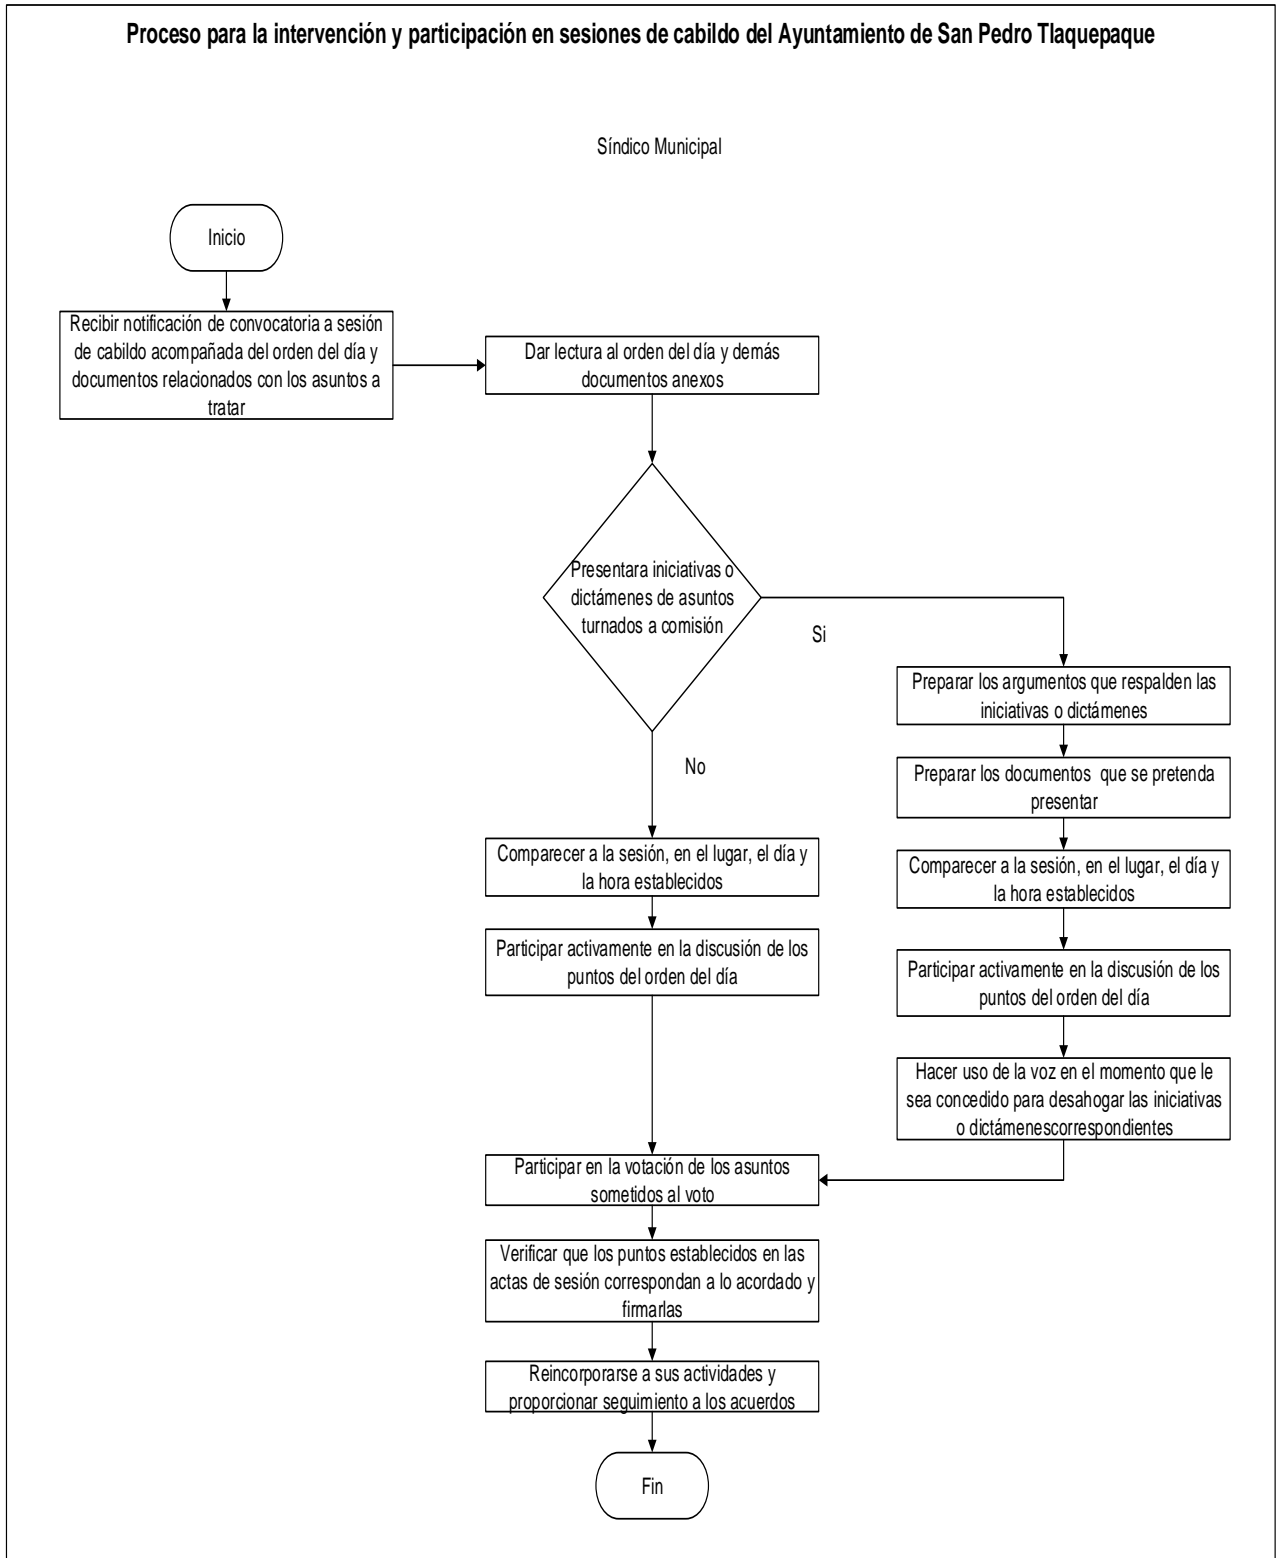 Proceso para la intervención y participación en sesiones de cabildo del Ayuntamiento de San Pedro Tlaquepaque
Síndico Municipal
Inicio
Recibir notificación de convocatoria a sesión
de cabildo acompañada del orden del día y
documentos relacionados con los asuntos a
tratar
Dar lectura al orden del día y demás
documentos anexos
Presentara iniciativas o
dictámenes de asuntos
turnados a comisión
Si
No
Preparar los argumentos que respalden las
iniciativas o dictámenes
Preparar los documentos  que se pretenda
presentar
Comparecer a la sesión, en el lugar, el día y
la hora establecidos
Participar activamente en la discusión de los
puntos del orden del día
Hacer uso de la voz en el momento que le
sea concedido para desahogar las iniciativas
o dictámenescorrespondientes
Comparecer a la sesión, en el lugar, el día y
la hora establecidos
Participar activamente en la discusión de los
puntos del orden del día
Participar en la votación de los asuntos
sometidos al voto
Verificar que los puntos establecidos en las
actas de sesión correspondan a lo acordado y
firmarlas
Reincorporarse a sus actividades y
proporcionar seguimiento a los acuerdos
Fin